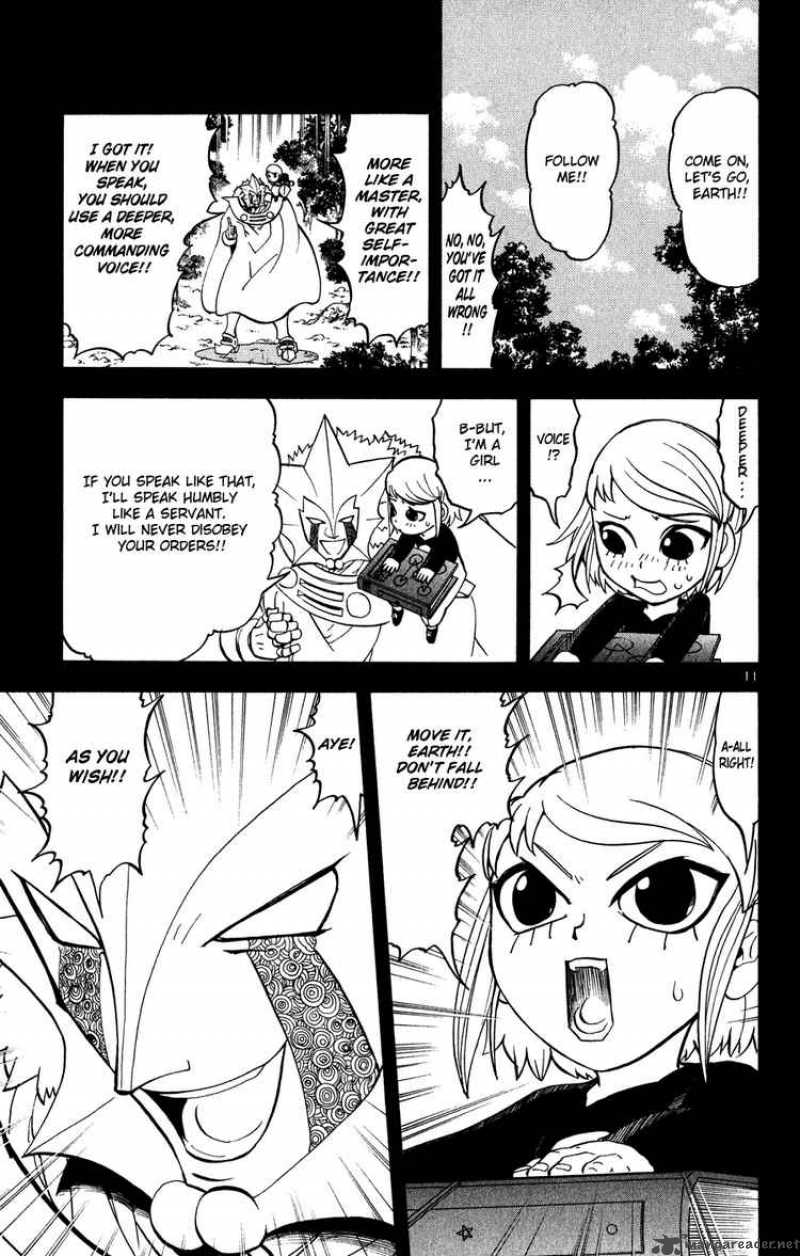 COME ON,
LET'S GO,
EARTH!!
FOLLOW
ME!!
NO, NO,
YOU'VE
GOT IT
ALL
WRONG
!!
MORE
LIKE A
MASTER,
WITH
GREAT
SELF-
IMPOR-
TANCE!!
I GOT IT!
WHEN YOU
SPEAK,
YOU SHOULD
USE A DEEPER,
MORE
COMMANDING
VOICE!!
DEEPER...
VOICE
!?
B-BUT,
I'M A
GIRL
...
IF YOU SPEAK LIKE THAT,
I'LL SPEAK HUMBLY
LIKE A SERVANT.
I WILL NEVER DISOBEY
YOUR ORDERS!!
11
A-ALL
RIGHT!
MOVE IT,
EARTH!!
DON'T FALL
BEHIND!!
AYE!
AS YOU
WISH!!
mangareader.net